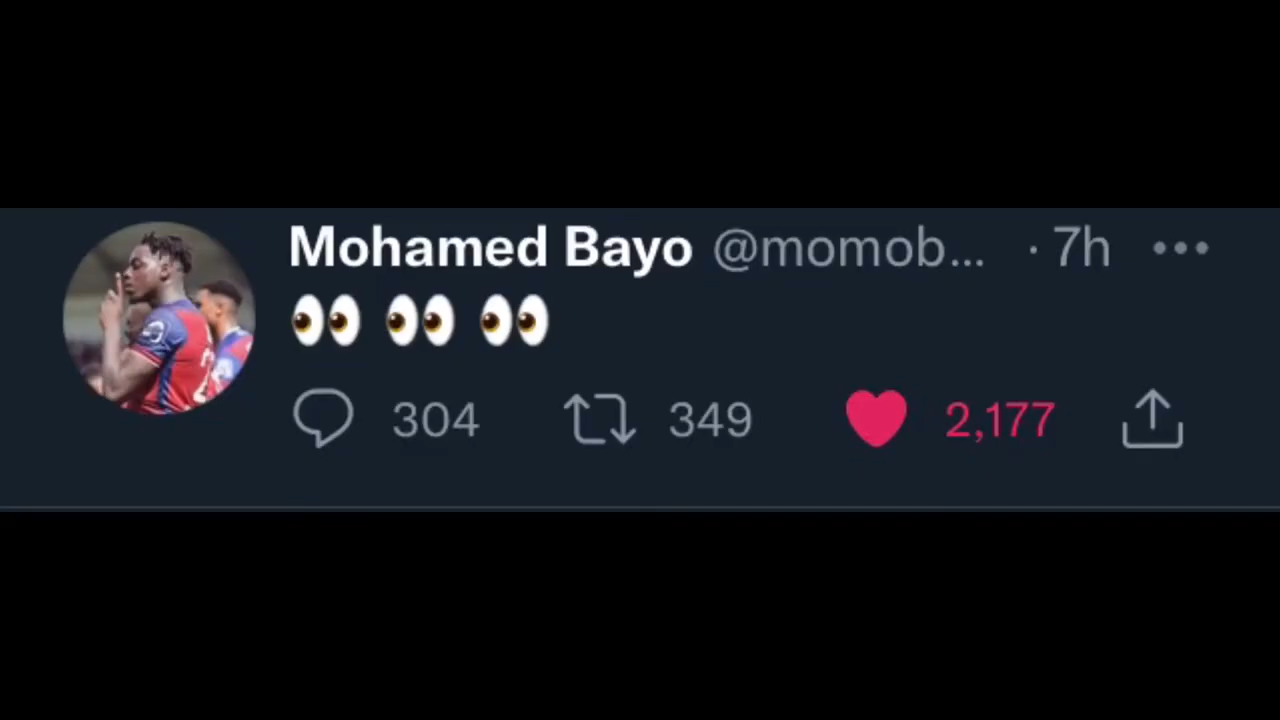 Mohamed Bayo @momob... · 7h
👀 👀 👀
304 349 2,177